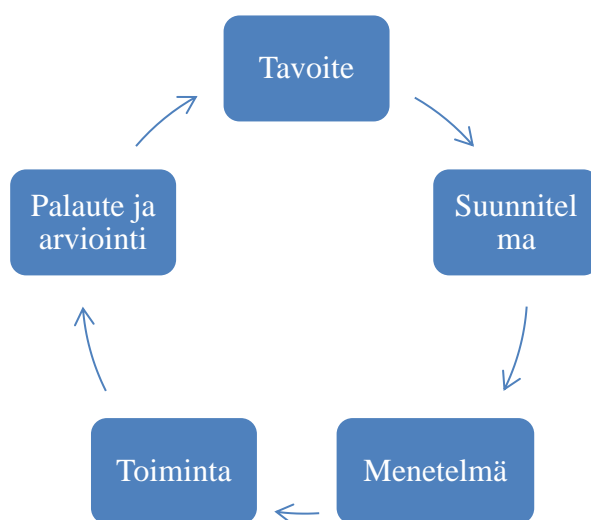 Tavoite
Suunnitel
ma
Menetelmä
Toiminta
Palaute ja
arviointi